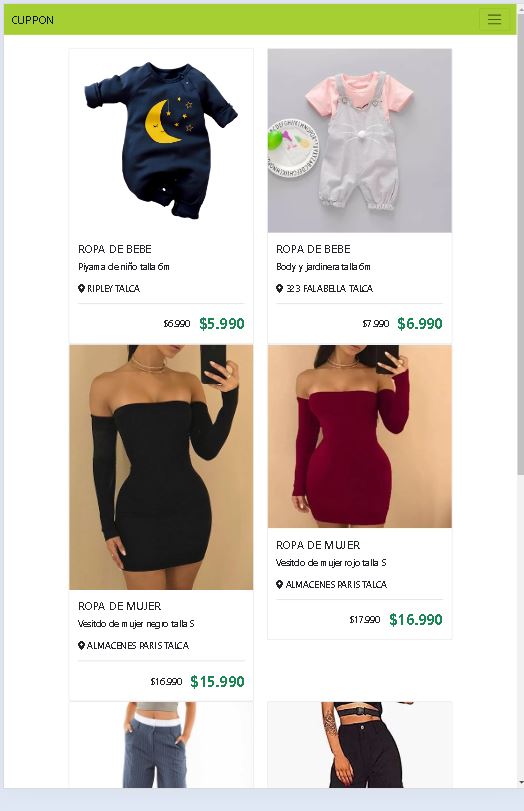 CUPPON
ROPA DE BEBE
Piyama de niño talla 6m
RIPLEY TALCA
$6.990 $5.990
ROPA DE BEBE
Body y jardinera talla 6m
323 FALABELLA TALCA
$7.990 $6.990
ROPA DE MUJER
Vesitdo de mujer negro talla S
ALMACENES PARIS TALCA
$16.990 $15.990
ROPA DE MUJER
Vesitdo de mujer rojo talla S
ALMACENES PARIS TALCA
$17.990 $16.990